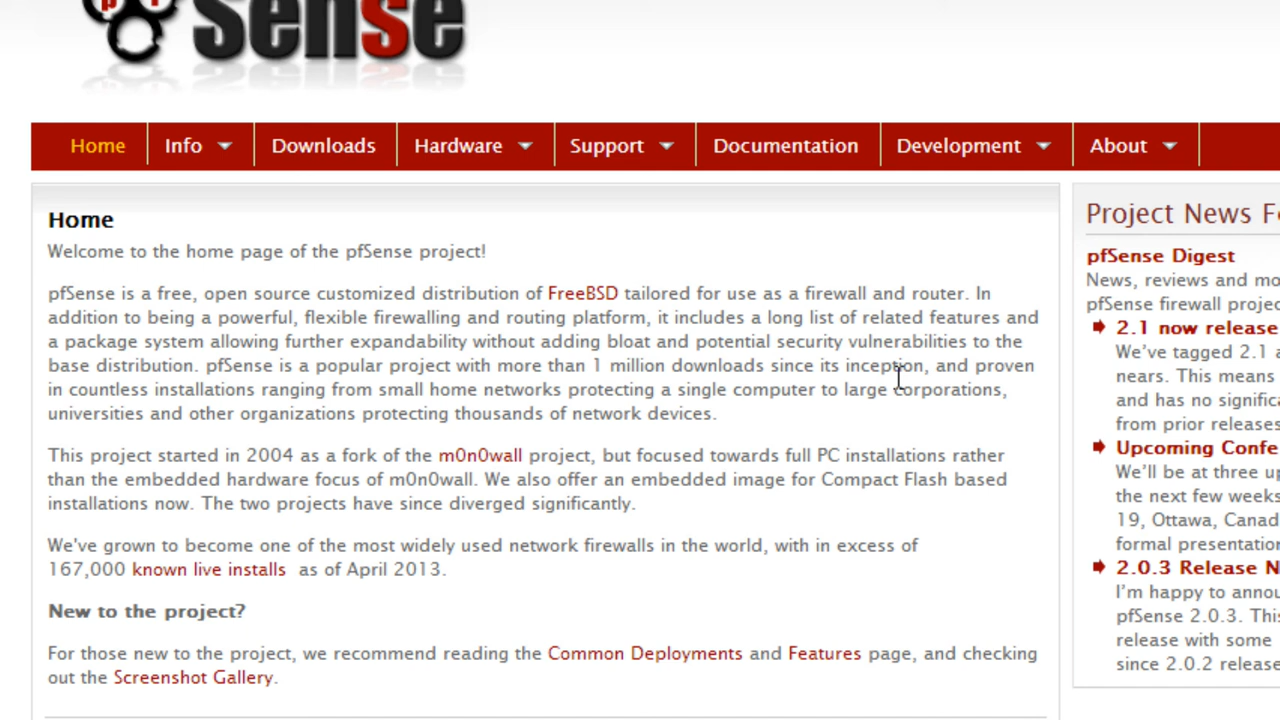 Sense
Home Info Downloads Hardware Support Documentation Development About
Home
Welcome to the home page of the pfSense project!
pfSense is a free, open source customized distribution of FreeBSD tailored for use as a firewall and router. In
addition to being a powerful, flexible firewalling and routing platform, it includes a long list of related features and
a package system allowing further expandability without adding bloat and potential security vulnerabilities to the
base distribution. pfSense is a popular project with more than 1 million downloads since its inception, and proven
in countless installations ranging from small home networks protecting a single computer to large corporations,
universities and other organizations protecting thousands of network devices.
This project started in 2004 as a fork of the m0n0wall project, but focused towards full PC installations rather
than the embedded hardware focus of m0n0wall. We also offer an embedded image for Compact Flash based
installations now. The two projects have since diverged significantly.
We've grown to become one of the most widely used network firewalls in the world, with in excess of
167,000 known live installs as of April 2013.
New to the project?
For those new to the project, we recommend reading the Common Deployments and Features page, and checking
out the Screenshot Gallery.
Project News
pfSense Digest
News, reviews and
pfSense firewall
2.1 now release
We've tagged 2.1
nears. This means
and has no
from prior releases
Upcoming
We'll be at three
the next few weeks
19, Ottawa,
formal
2.0.3 Release
I'm happy to
pfSense 2.0.3.
release with some
since 2.0.2 release